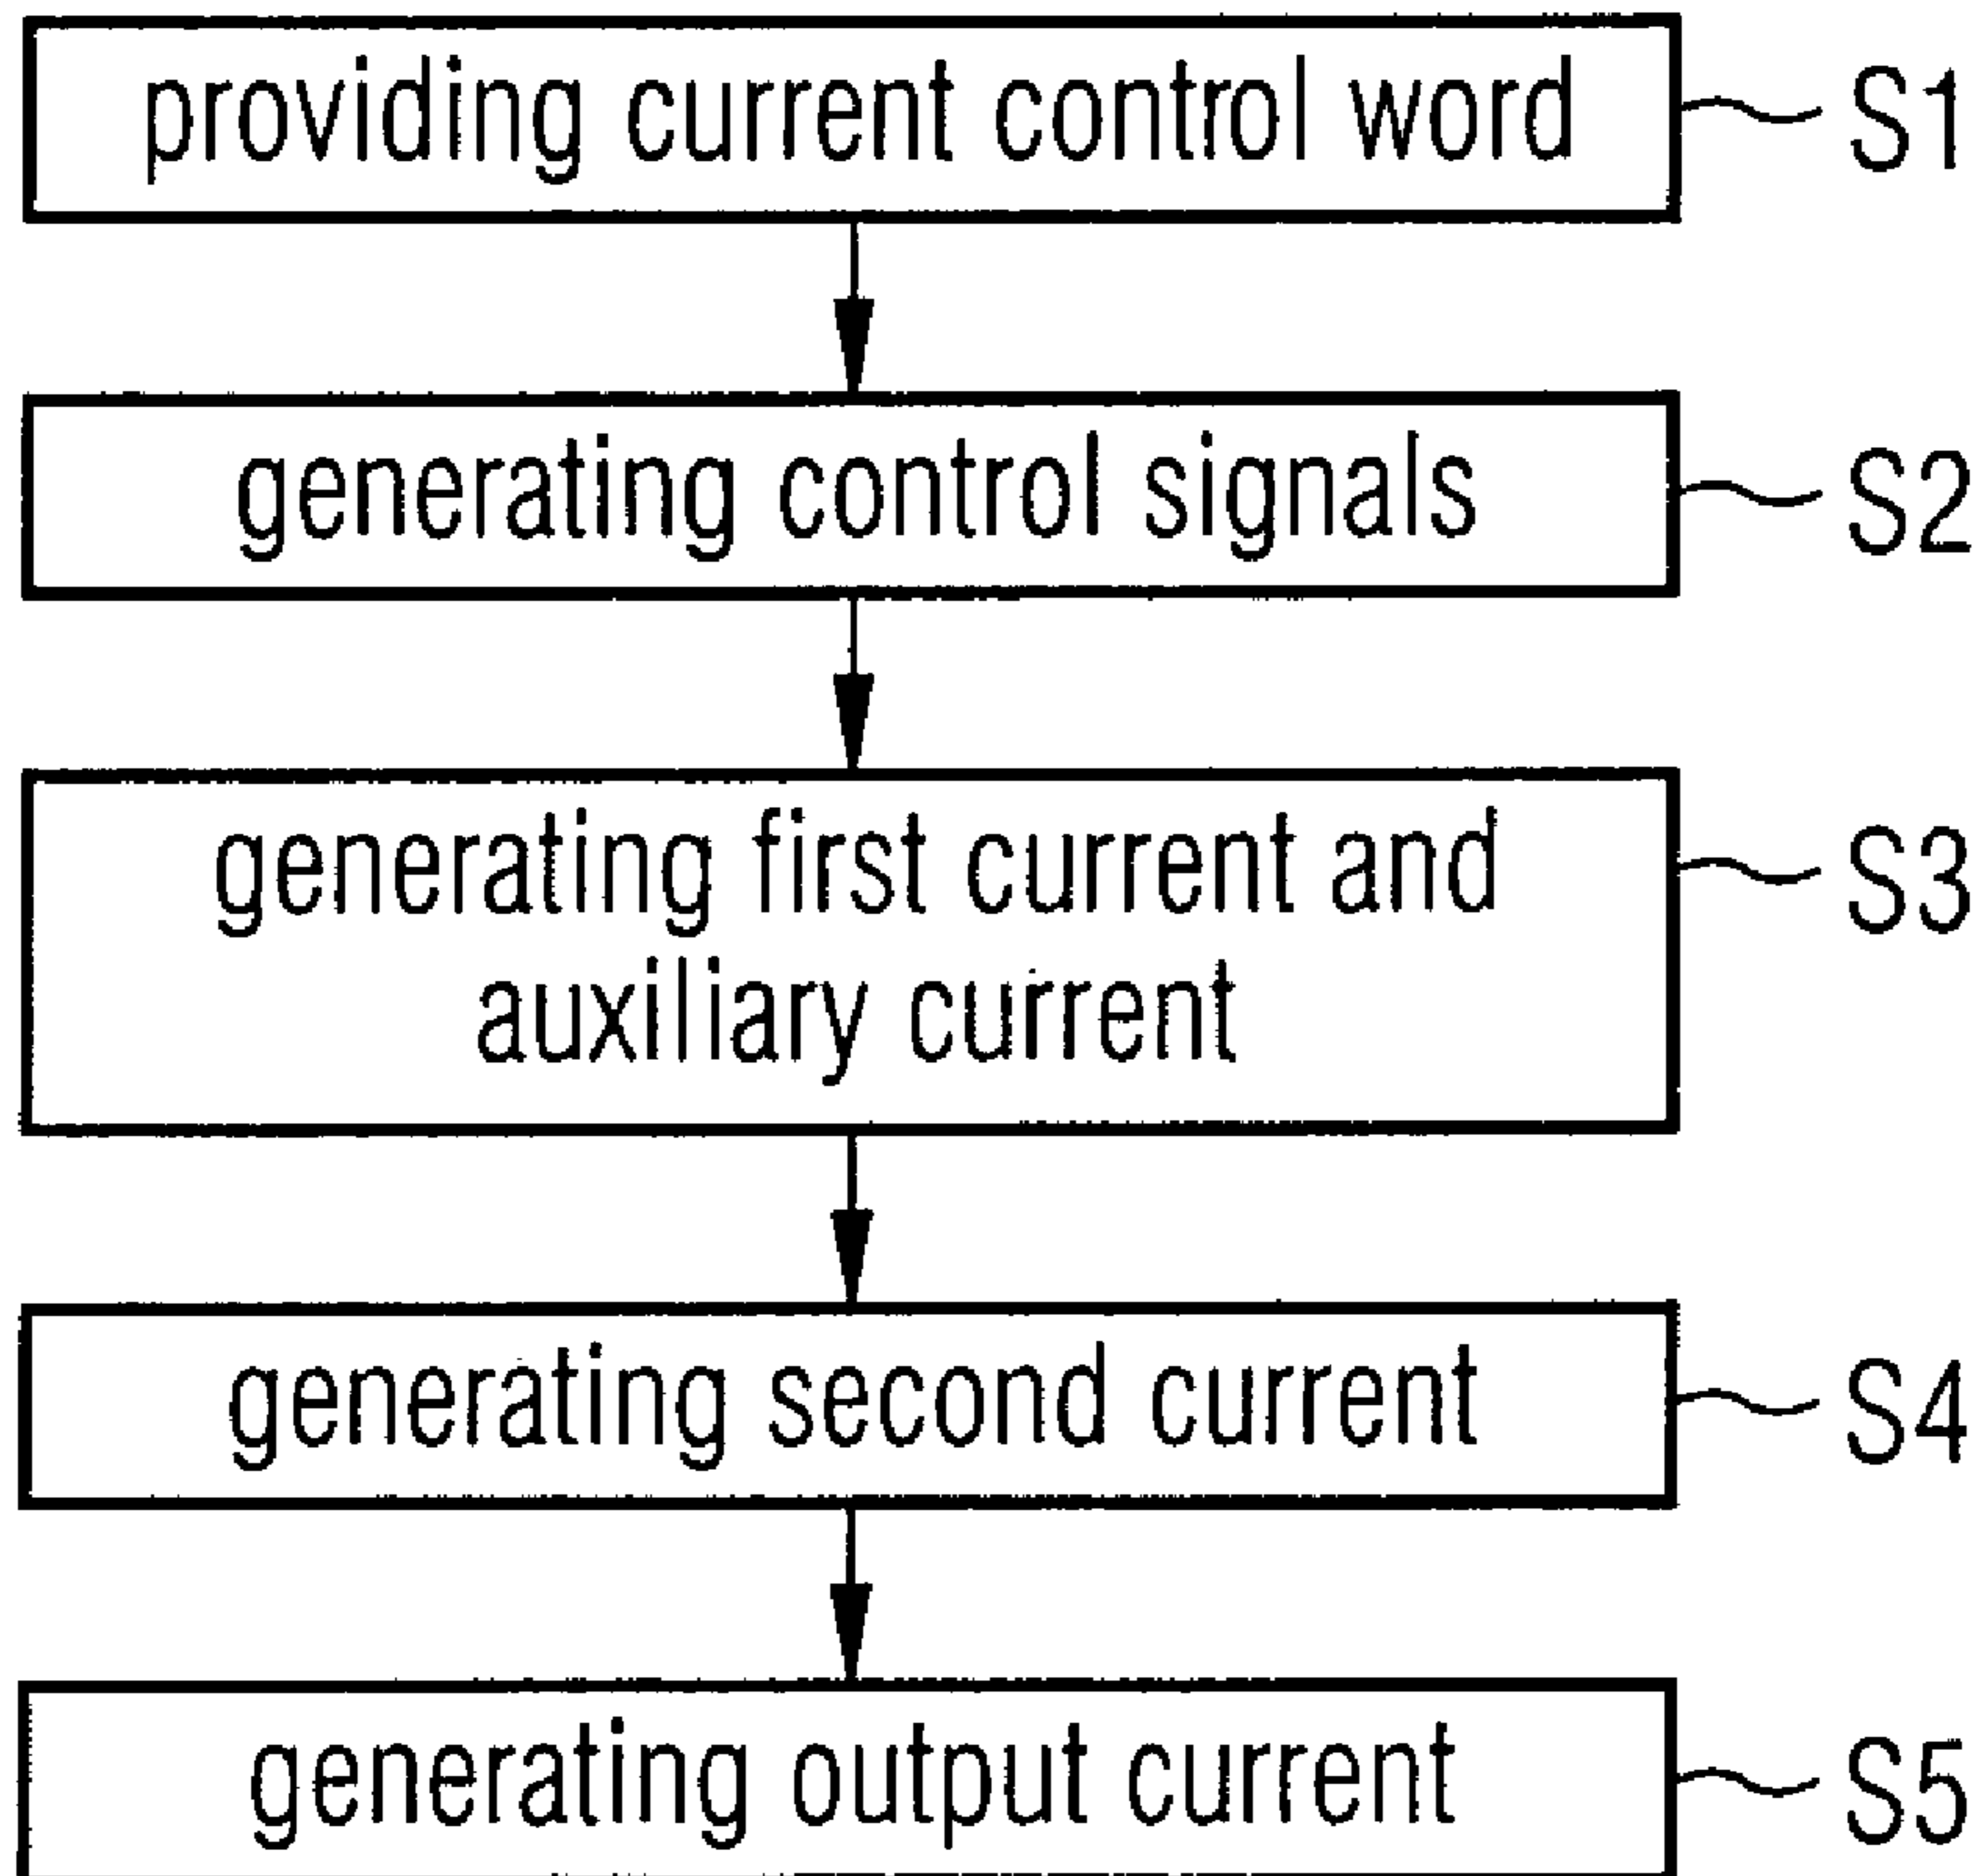 providing current control word S1
generating control signals S2
generating first current and S3
auxiliary current
generating second current S4
generating output current S5